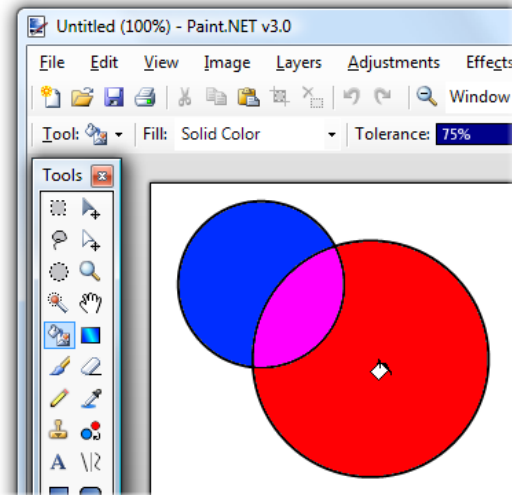 Untitled (100%) - Paint.NET v3.0
File Edit View Image Layers Adjustments Effects
Window
Tool: Fill: Solid Color Tolerance: 75%
Tools
A